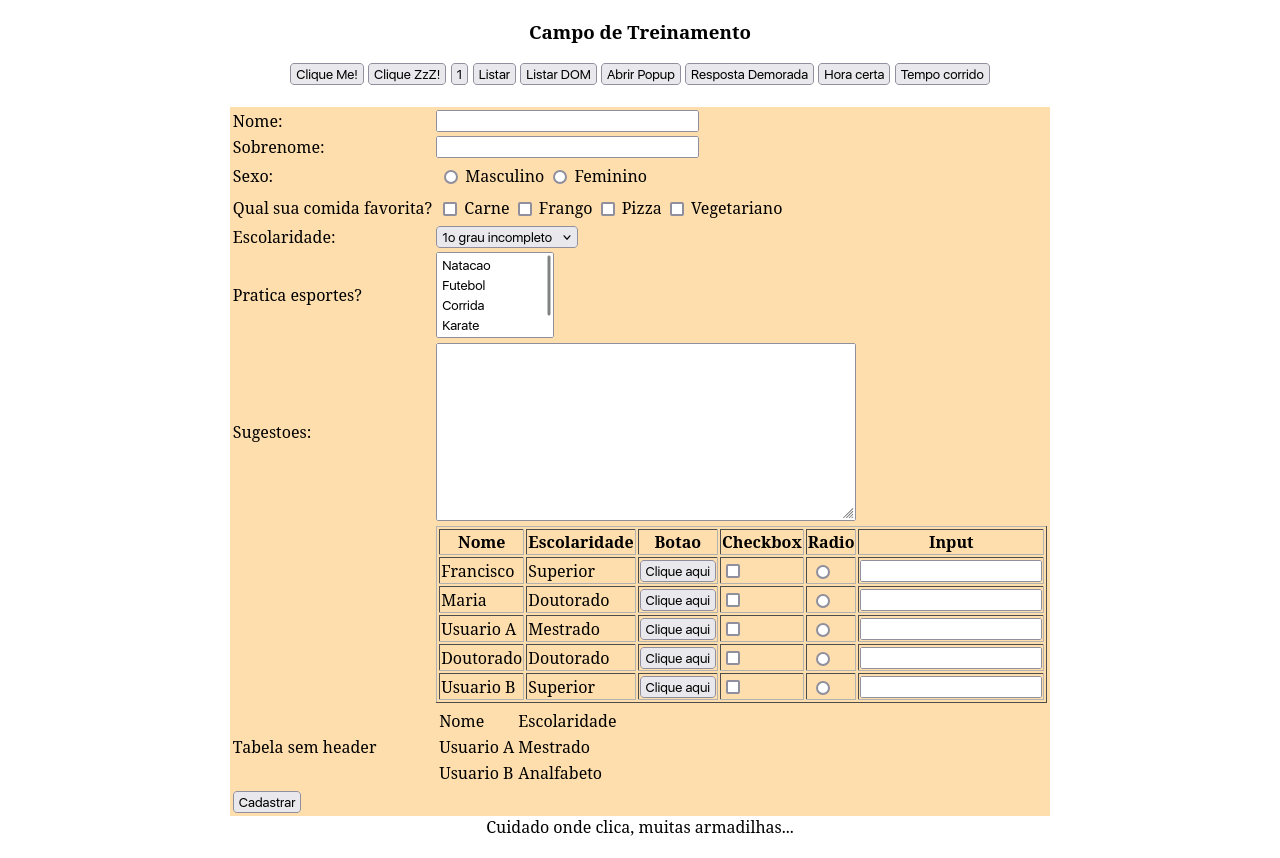 Campo de Treinamento
Clique Me! Clique ZzZ! 1 Listar Listar DOM Abrir Popup Resposta Demorada Hora certa Tempo corrido
Nome:
Sobrenome:
Sexo: Masculino Feminino
Qual sua comida favorita? Carne Frango Pizza Vegetariano
Escolaridade: 1o grau incompleto
Pratica esportes?
Natacao
Futebol
Corrida
Karate
Sugestoes:
Nome Escolaridade Botao Checkbox Radio Input
Francisco Superior Clique aqui
Maria Doutorado Clique aqui
Usuario A Mestrado Clique aqui
Doutorado Doutorado Clique aqui
Usuario B Superior Clique aqui
Tabela sem header
Nome Escolaridade
Usuario A Mestrado
Usuario B Analfabeto
Cadastrar
Cuidado onde clica, muitas armadilhas...